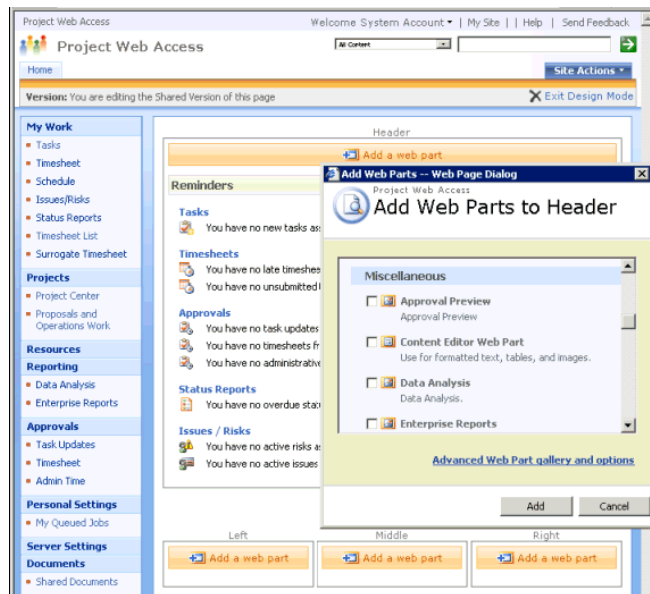 Project Web Access
Welcome System Account | My Site | | Help | Send Feedback
Project Web Access
All Content
Home
Site Actions
Version: You are editing the Shared Version of this page
Exit Design Mode
My Work
Tasks
Timesheet
Schedule
Issues/Risks
Status Reports
Timesheet List
Surrogate Timesheet
Projects
Project Center
Proposals and
Operations Work
Resources
Reporting
Data Analysis
Enterprise Reports
Approvals
Task Updates
Timesheet
Admin Time
Personal Settings
My Queued Jobs
Server Settings
Documents
Shared Documents
Header
Add a web part
Reminders
Tasks
You have no new tasks as
Timesheets
You have no late timeshee
You have no unsubmitted
Approvals
You have no task updates
You have no timesheets fr
You have no administrative
Status Reports
You have no overdue stat
Issues / Risks
You have no active risks a
You have no active issues
Left
Middle
Right
Add a web part
Add a web part
Add a web part
Add Web Parts -- Web Page Dialog
Project Web Access
Add Web Parts to Header
Miscellaneous
Approval Preview
Approval Preview
Content Editor Web Part
Use for formatted text, tables, and images.
Data Analysis
Data Analysis.
Enterprise Reports
Advanced Web Part gallery and options
Add
Cancel